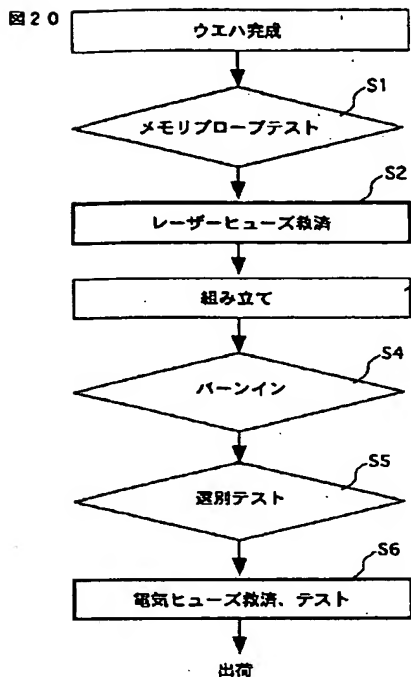 図20
ウエハ完成
S1
メモリプローブテスト
S2
レーザーヒューズ救済
組み立て
S4
バーンイン
S5
選別テスト
S6
電気ヒューズ救済、テスト
出荷